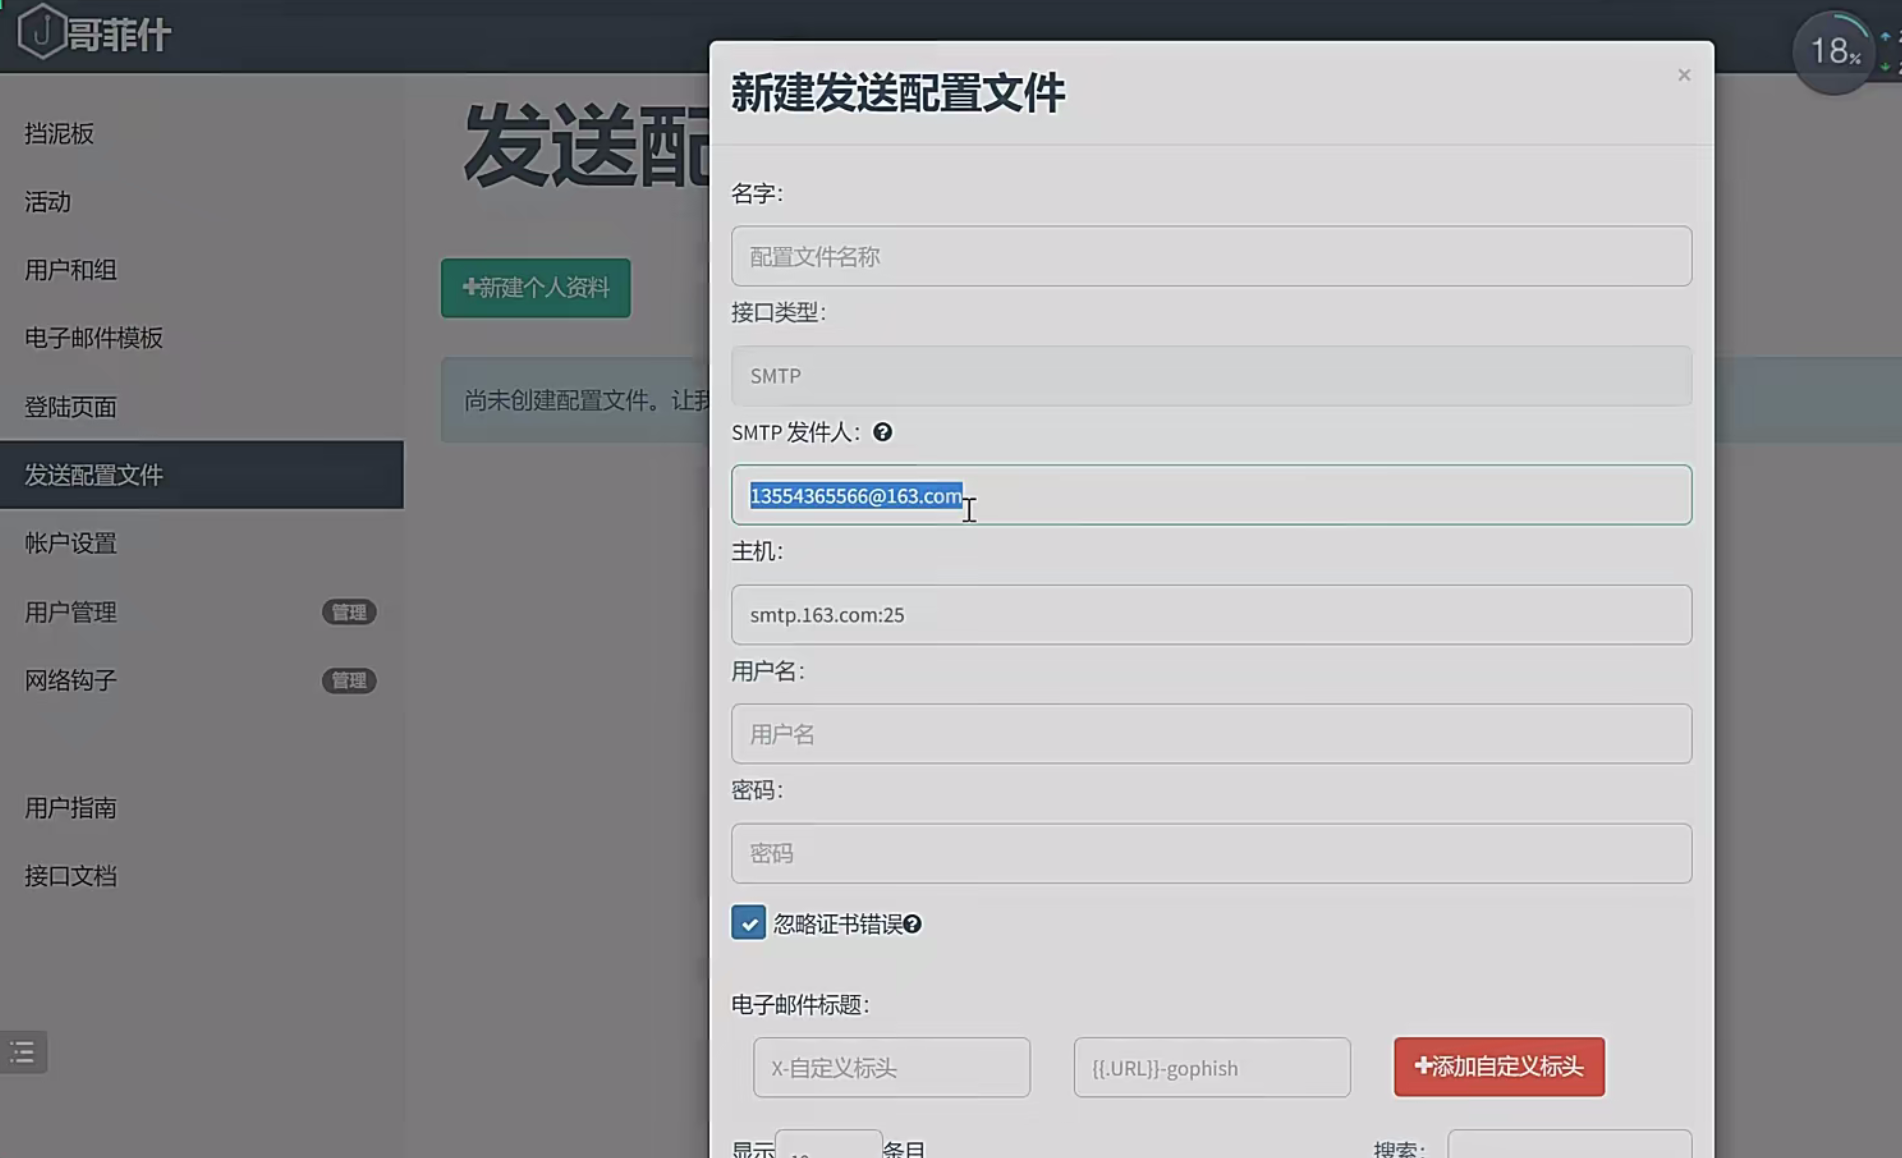 哥菲什
18%
挡泥板
活动
用户和组
电子邮件模板
登陆页面
发送配置文件
帐户设置
用户管理 管理
网络钩子 管理
用户指南
接口文档
发送配
+新建个人资料
尚未创建配置文件。让我
新建发送配置文件
×
名字：
配置文件名称
接口类型：
SMTP
SMTP 发件人：
13554365566@163.com
主机：
smtp.163.com:25
用户名：
用户名
密码：
密码
忽略证书错误
电子邮件标题：
X-自定义标头 {{.URL}}-gophish +添加自定义标头
显示 条目 搜索：